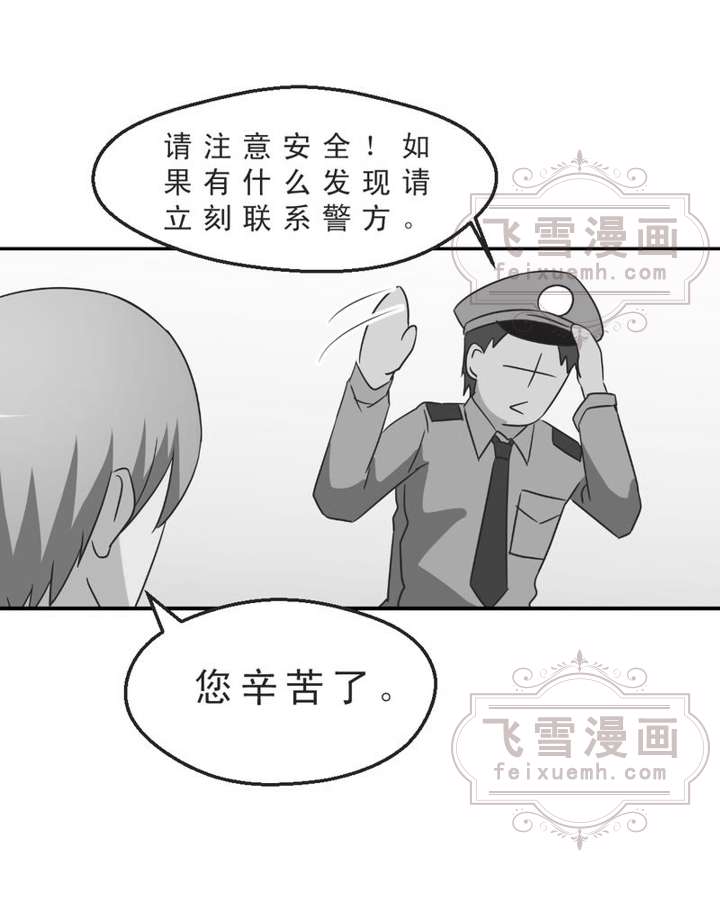 请注意安全！如
果有什么发现请
立刻联系警方。
飞雪漫画
feixuemh.com
您辛苦了。
飞雪漫画
feixuemh.com